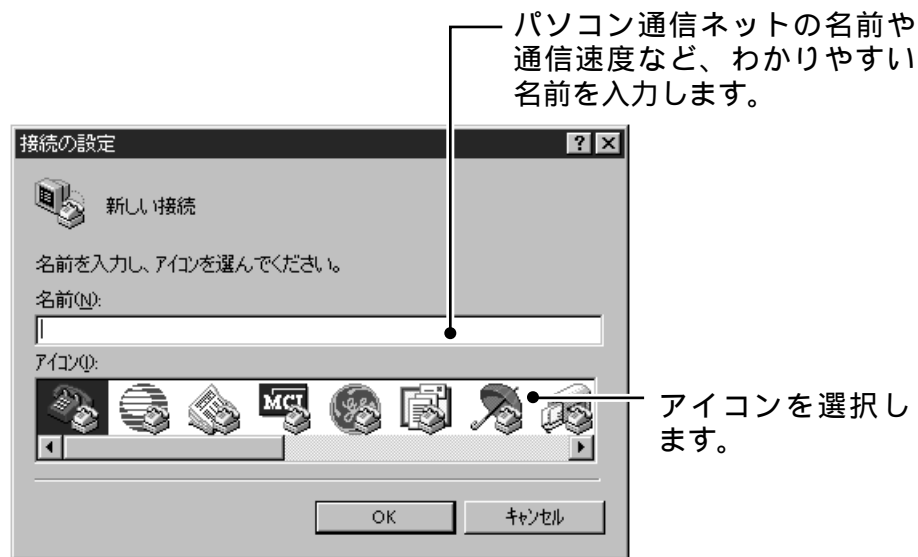 パソコン通信ネットの名前や
通信速度など、わかりやすい
名前を入力します。
接続の設定
新しい接続
名前を入力し、アイコンを選んでください。
名前(N):
アイコン(I):
MCI
アイコンを選択し
ます。
OK
キャンセル